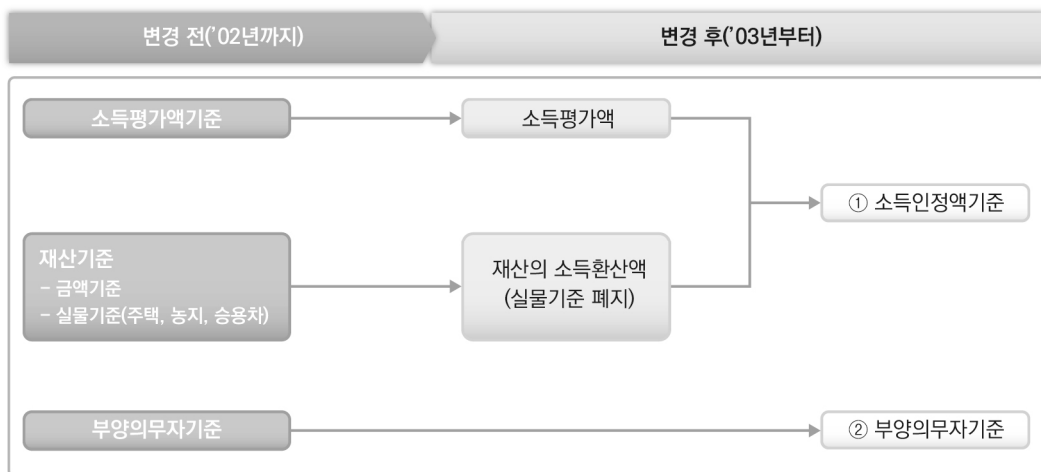 변경 전('02년까지)
변경 후('03년부터)
소득평가액기준
소득평가액
① 소득인정액기준
재산기준
- 금액기준
- 실물기준(주택, 농지, 승용차)
재산의 소득환산액
(실물기준 폐지)
부양의무자기준
② 부양의무자기준